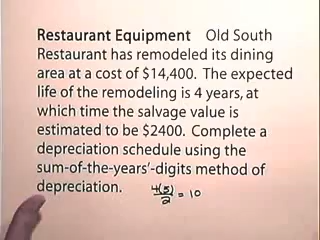 Restaurant Equipment Old South
Restaurant has remodeled its dining
area at a cost of $14,400. The expected
life of the remodeling is 4 years, at
which time the salvage value is
estimated to be $2400. Complete a
depreciation schedule using the
sum-of-the-years'-digits method of
depreciation. 4(5)/2 = 10